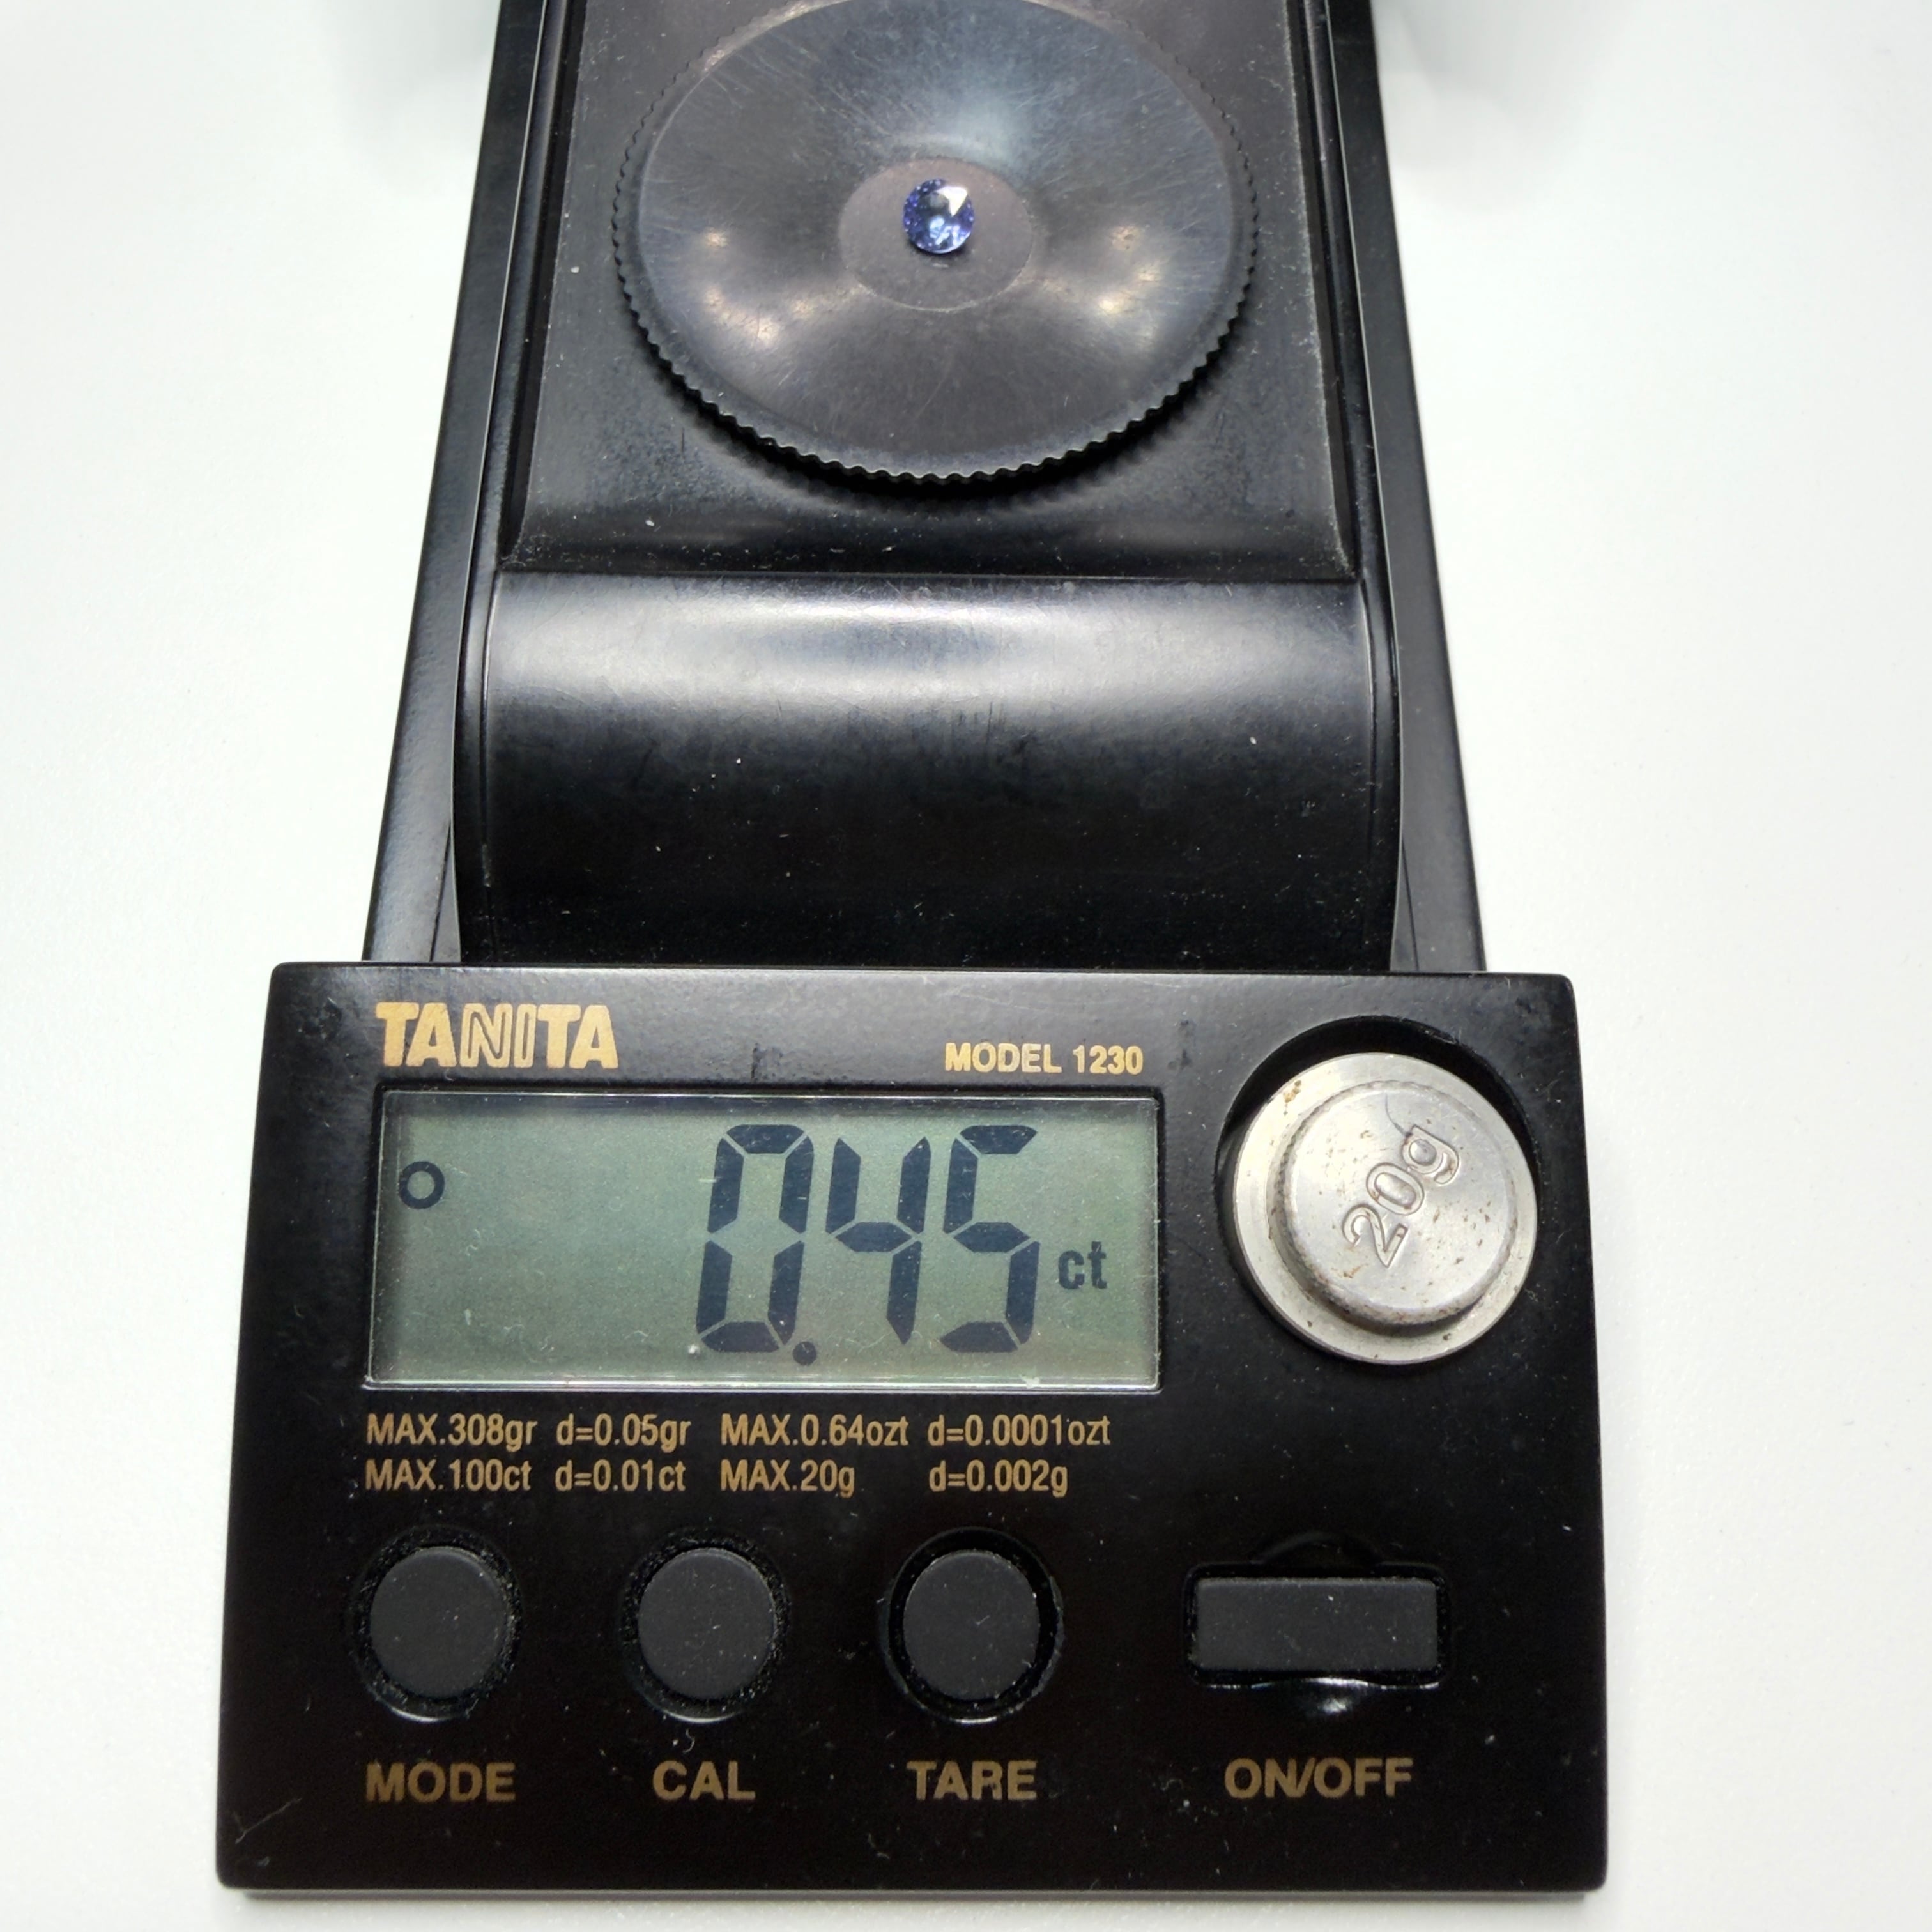 TANITA
MODEL 1230
0.45 ct
20g
MAX.308gr d=0.05gr MAX.0.64ozt d=0.0001ozt
MAX.100ct d=0.01ct MAX.20g d=0.002g
MODE CAL TARE ON/OFF